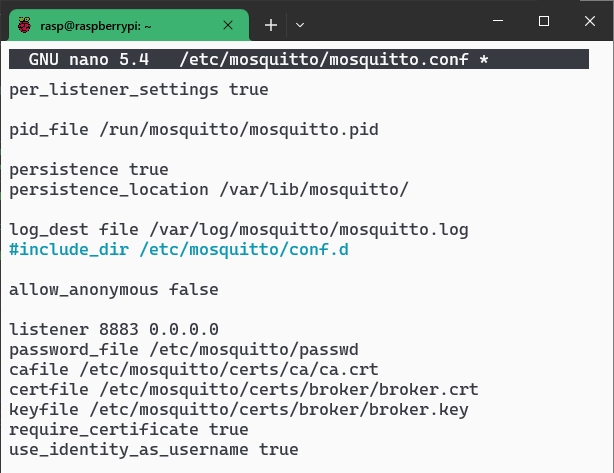 rasp@raspberrypi: ~
GNU nano 5.4 /etc/mosquitto/mosquitto.conf *
per_listener_settings true
pid_file /run/mosquitto/mosquitto.pid
persistence true
persistence_location /var/lib/mosquitto/
log_dest file /var/log/mosquitto/mosquitto.log
#include_dir /etc/mosquitto/conf.d
allow_anonymous false
listener 8883 0.0.0.0
password_file /etc/mosquitto/passwd
cafile /etc/mosquitto/certs/ca/ca.crt
certfile /etc/mosquitto/certs/broker/broker.crt
keyfile /etc/mosquitto/certs/broker/broker.key
require_certificate true
use_identity_as_username true